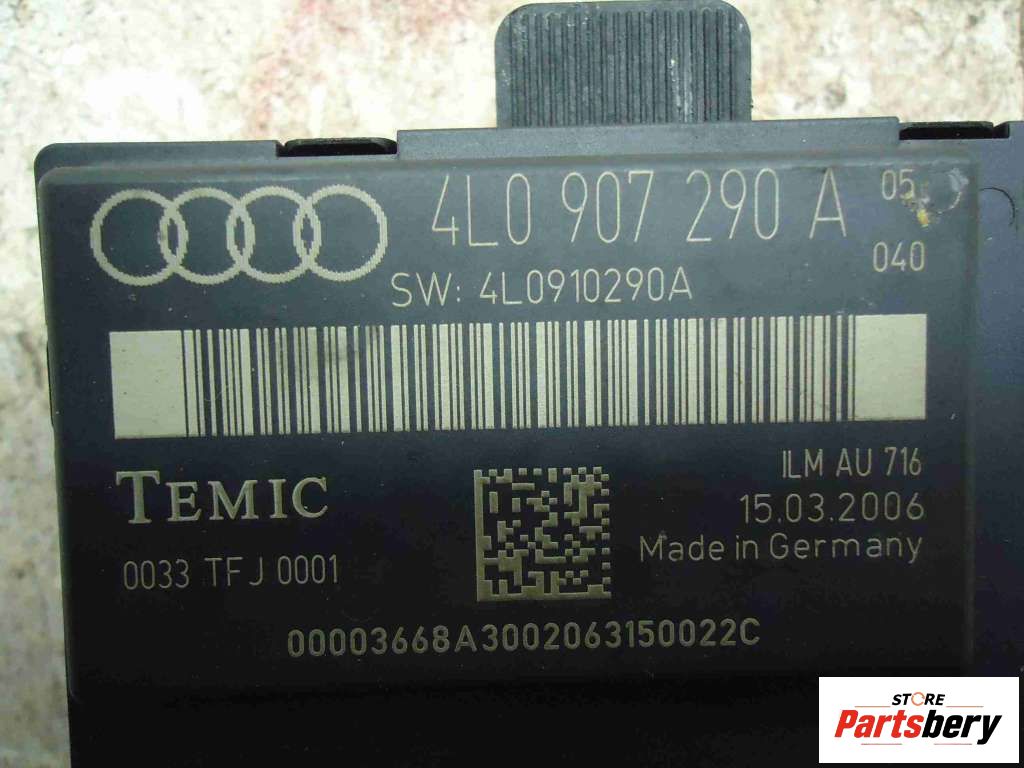 4L0 907 290 A 05
040
SW: 4L0910290A
TEMIC
ILM AU 716
15.03.2006
Made in Germany
0033 TFJ 0001
00003668A3002063150022C
STORE
Partsbery